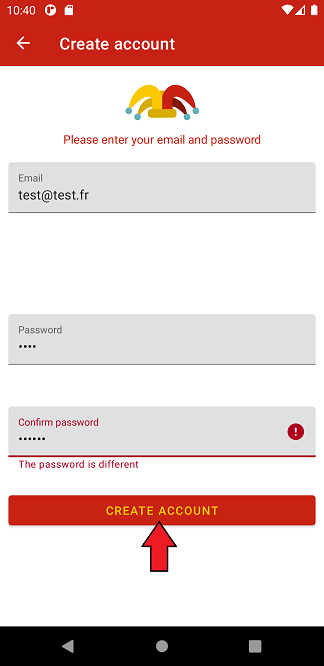 10:40
Create account
Please enter your email and password
Email
test@test.fr
Password
••••
Confirm password
••••••
The password is different
CREATE ACCOUNT